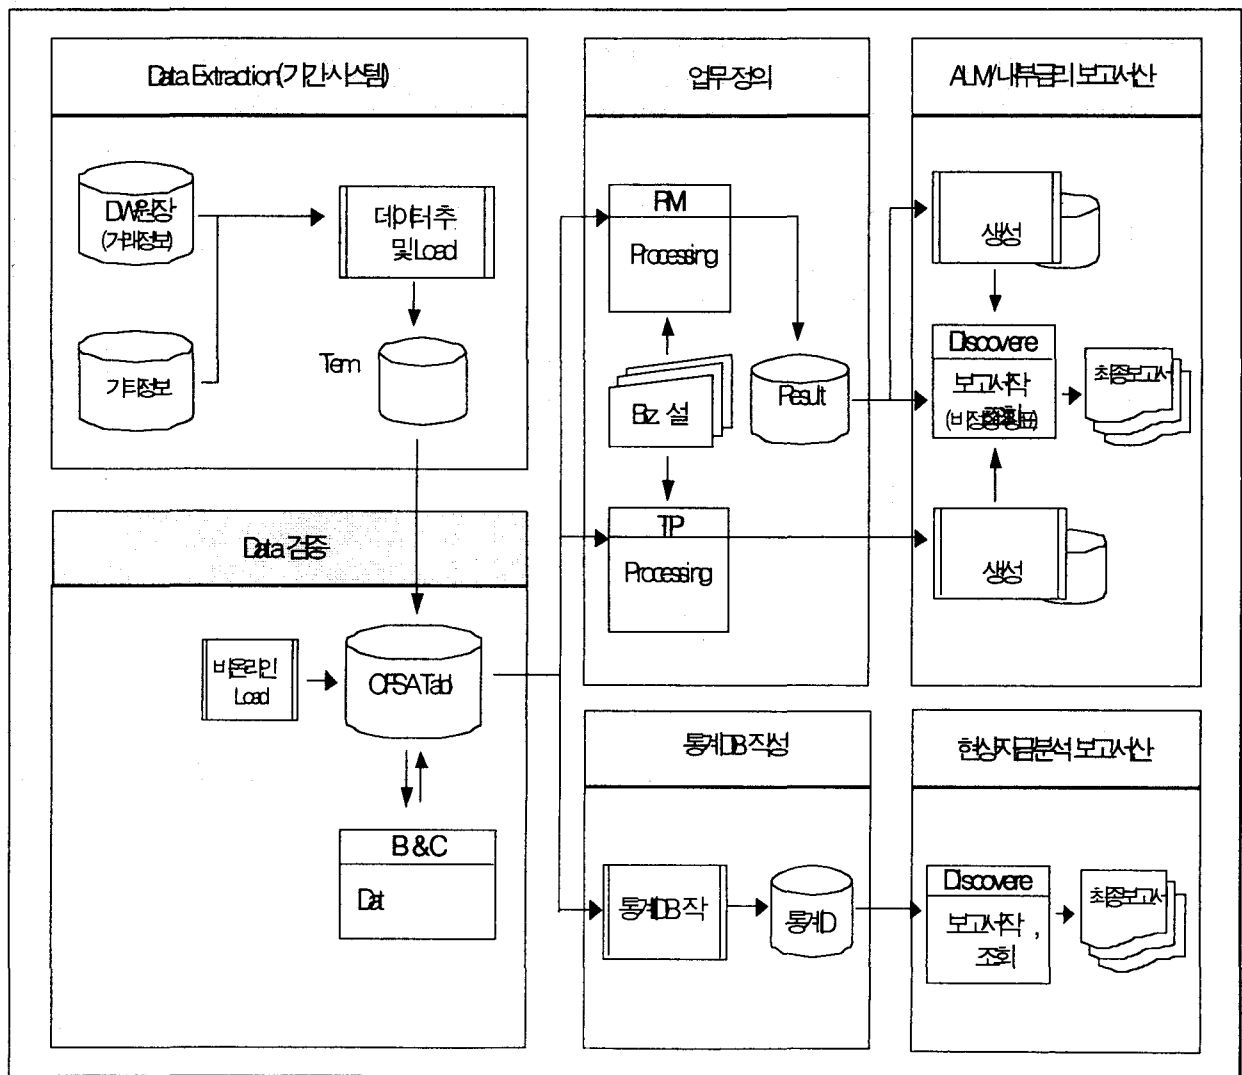 Data Extraction(기간시스템)
DW원장
(거래정보)
데이터추
및Load
기타정보
Tem
Data 검증
비온라인
Load
OFSA Tabl
B &C
Dat
업무정의
RM
Processing
Biz. 설
Result
TP
Processing
ALM/내부금리 보고서산
생성
Discovere
보고서작
최종보고서
생성
통계DB 작성
통계DB 작
통계D
현상자금분석 보고서산
Discovere
보고서작 ,
조회
최종보고서